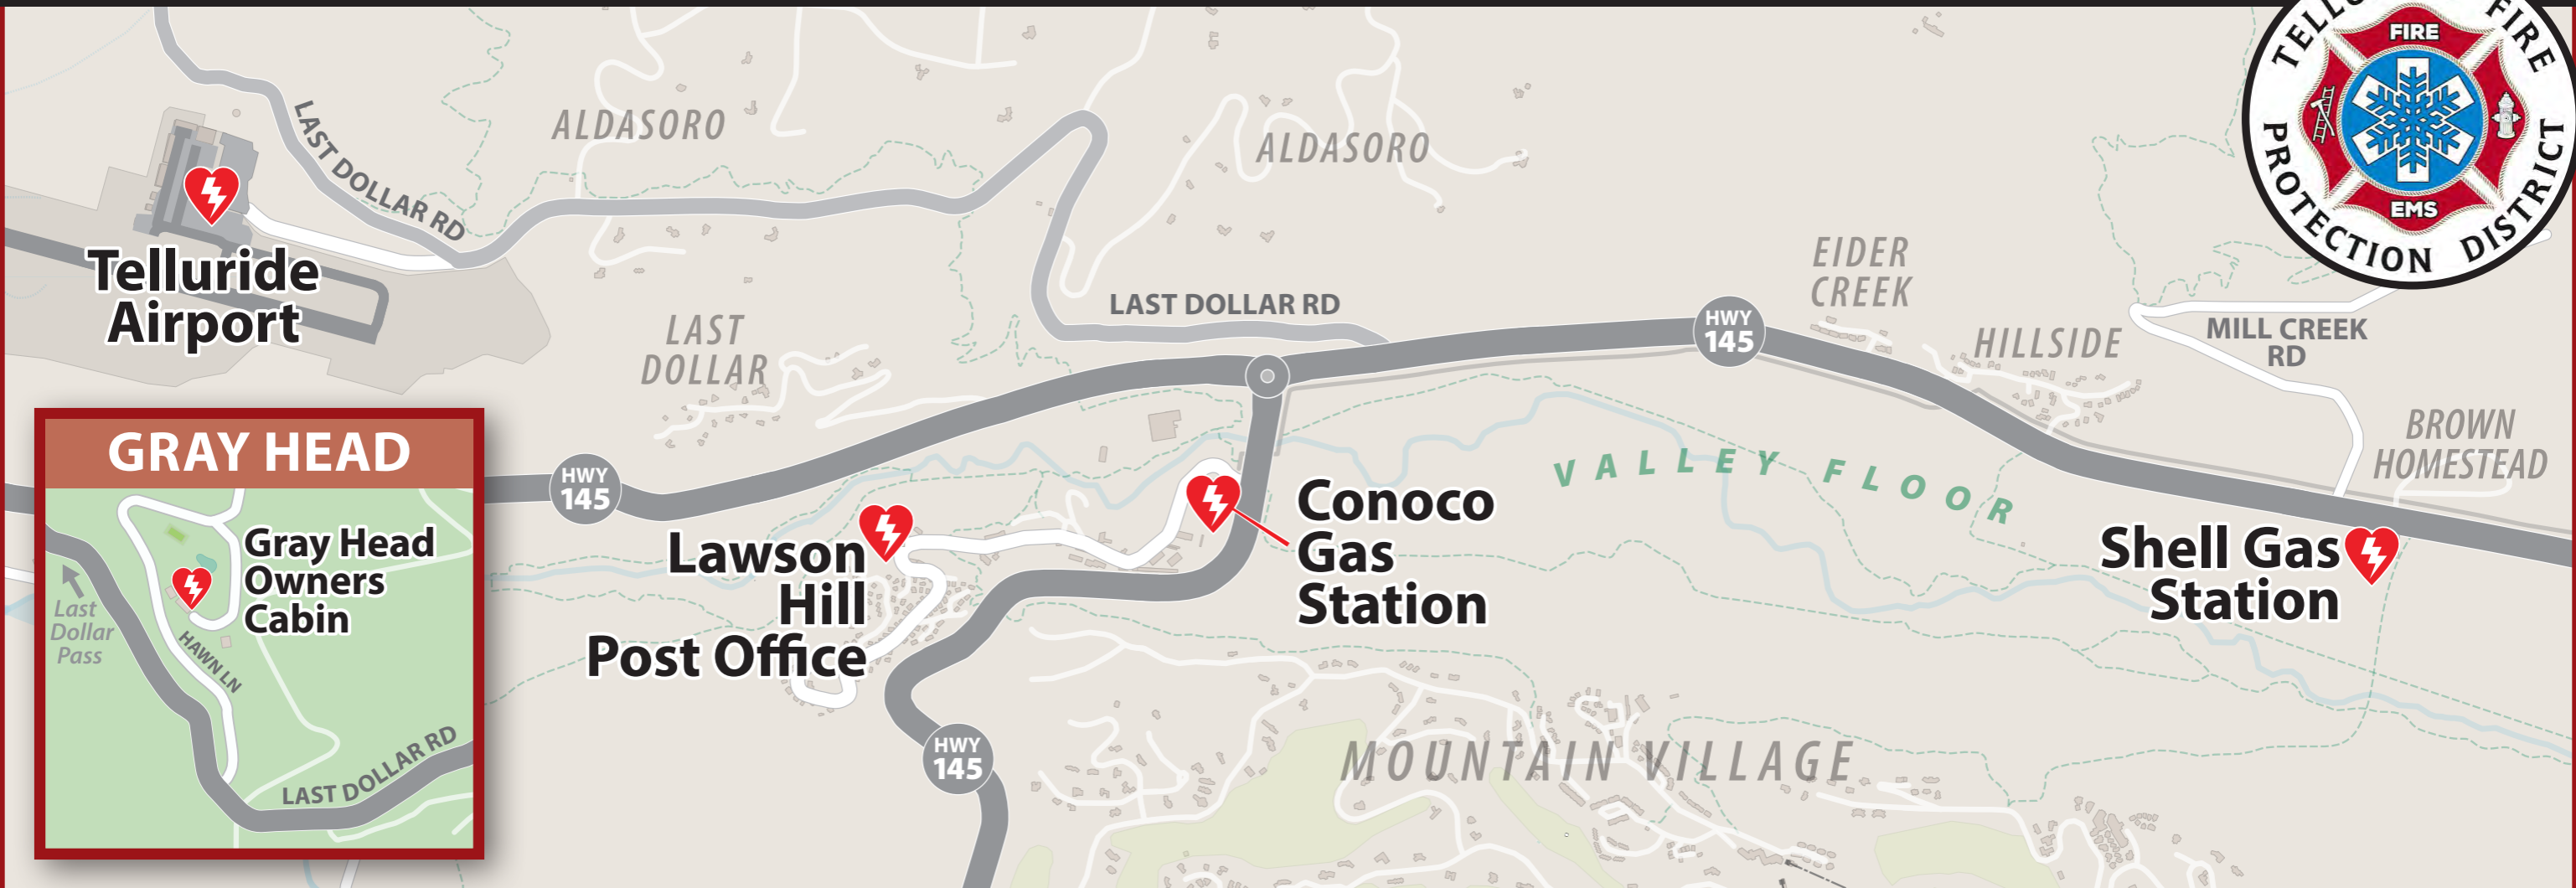 TELLU
FIRE
PROTECTION DISTRICT
FIRE
EMS
LAST DOLLAR RD
ALDASORO
ALDASORO
Telluride
Airport
LAST
DOLLAR
LAST DOLLAR RD
HWY
145
EIDER
CREEK
HILLSIDE
MILL CREEK
RD
BROWN
HOMESTEAD
GRAY HEAD
Gray Head
Owners
Cabin
Last
Dollar
Pass
HAWN LN
LAST DOLLAR RD
HWY
145
Lawson
Hill
Post Office
Conoco
Gas
Station
VALLEY FLOOR
Shell Gas
Station
HWY
145
MOUNTAIN VILLAGE